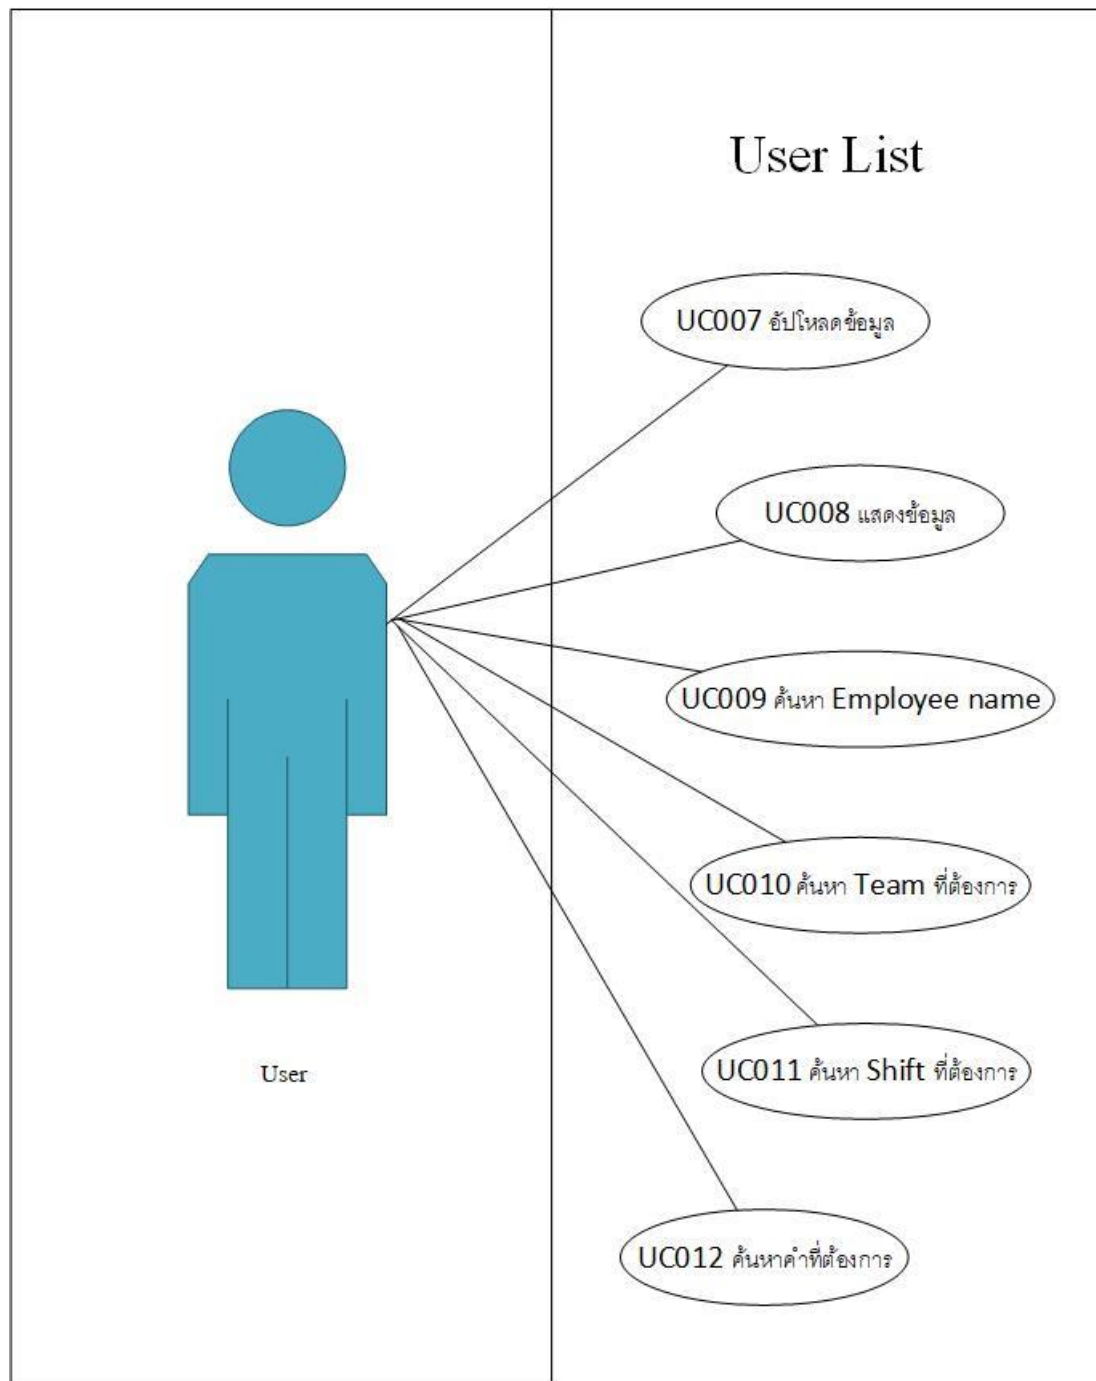 User List
UC007 อัปโหลดข้อมูล
UC008 แสดงข้อมูล
UC009 ค้นหา Employee name
UC010 ค้นหา Team ที่ต้องการ
UC011 ค้นหา Shift ที่ต้องการ
User
UC012 ค้นหาคำที่ต้องการ